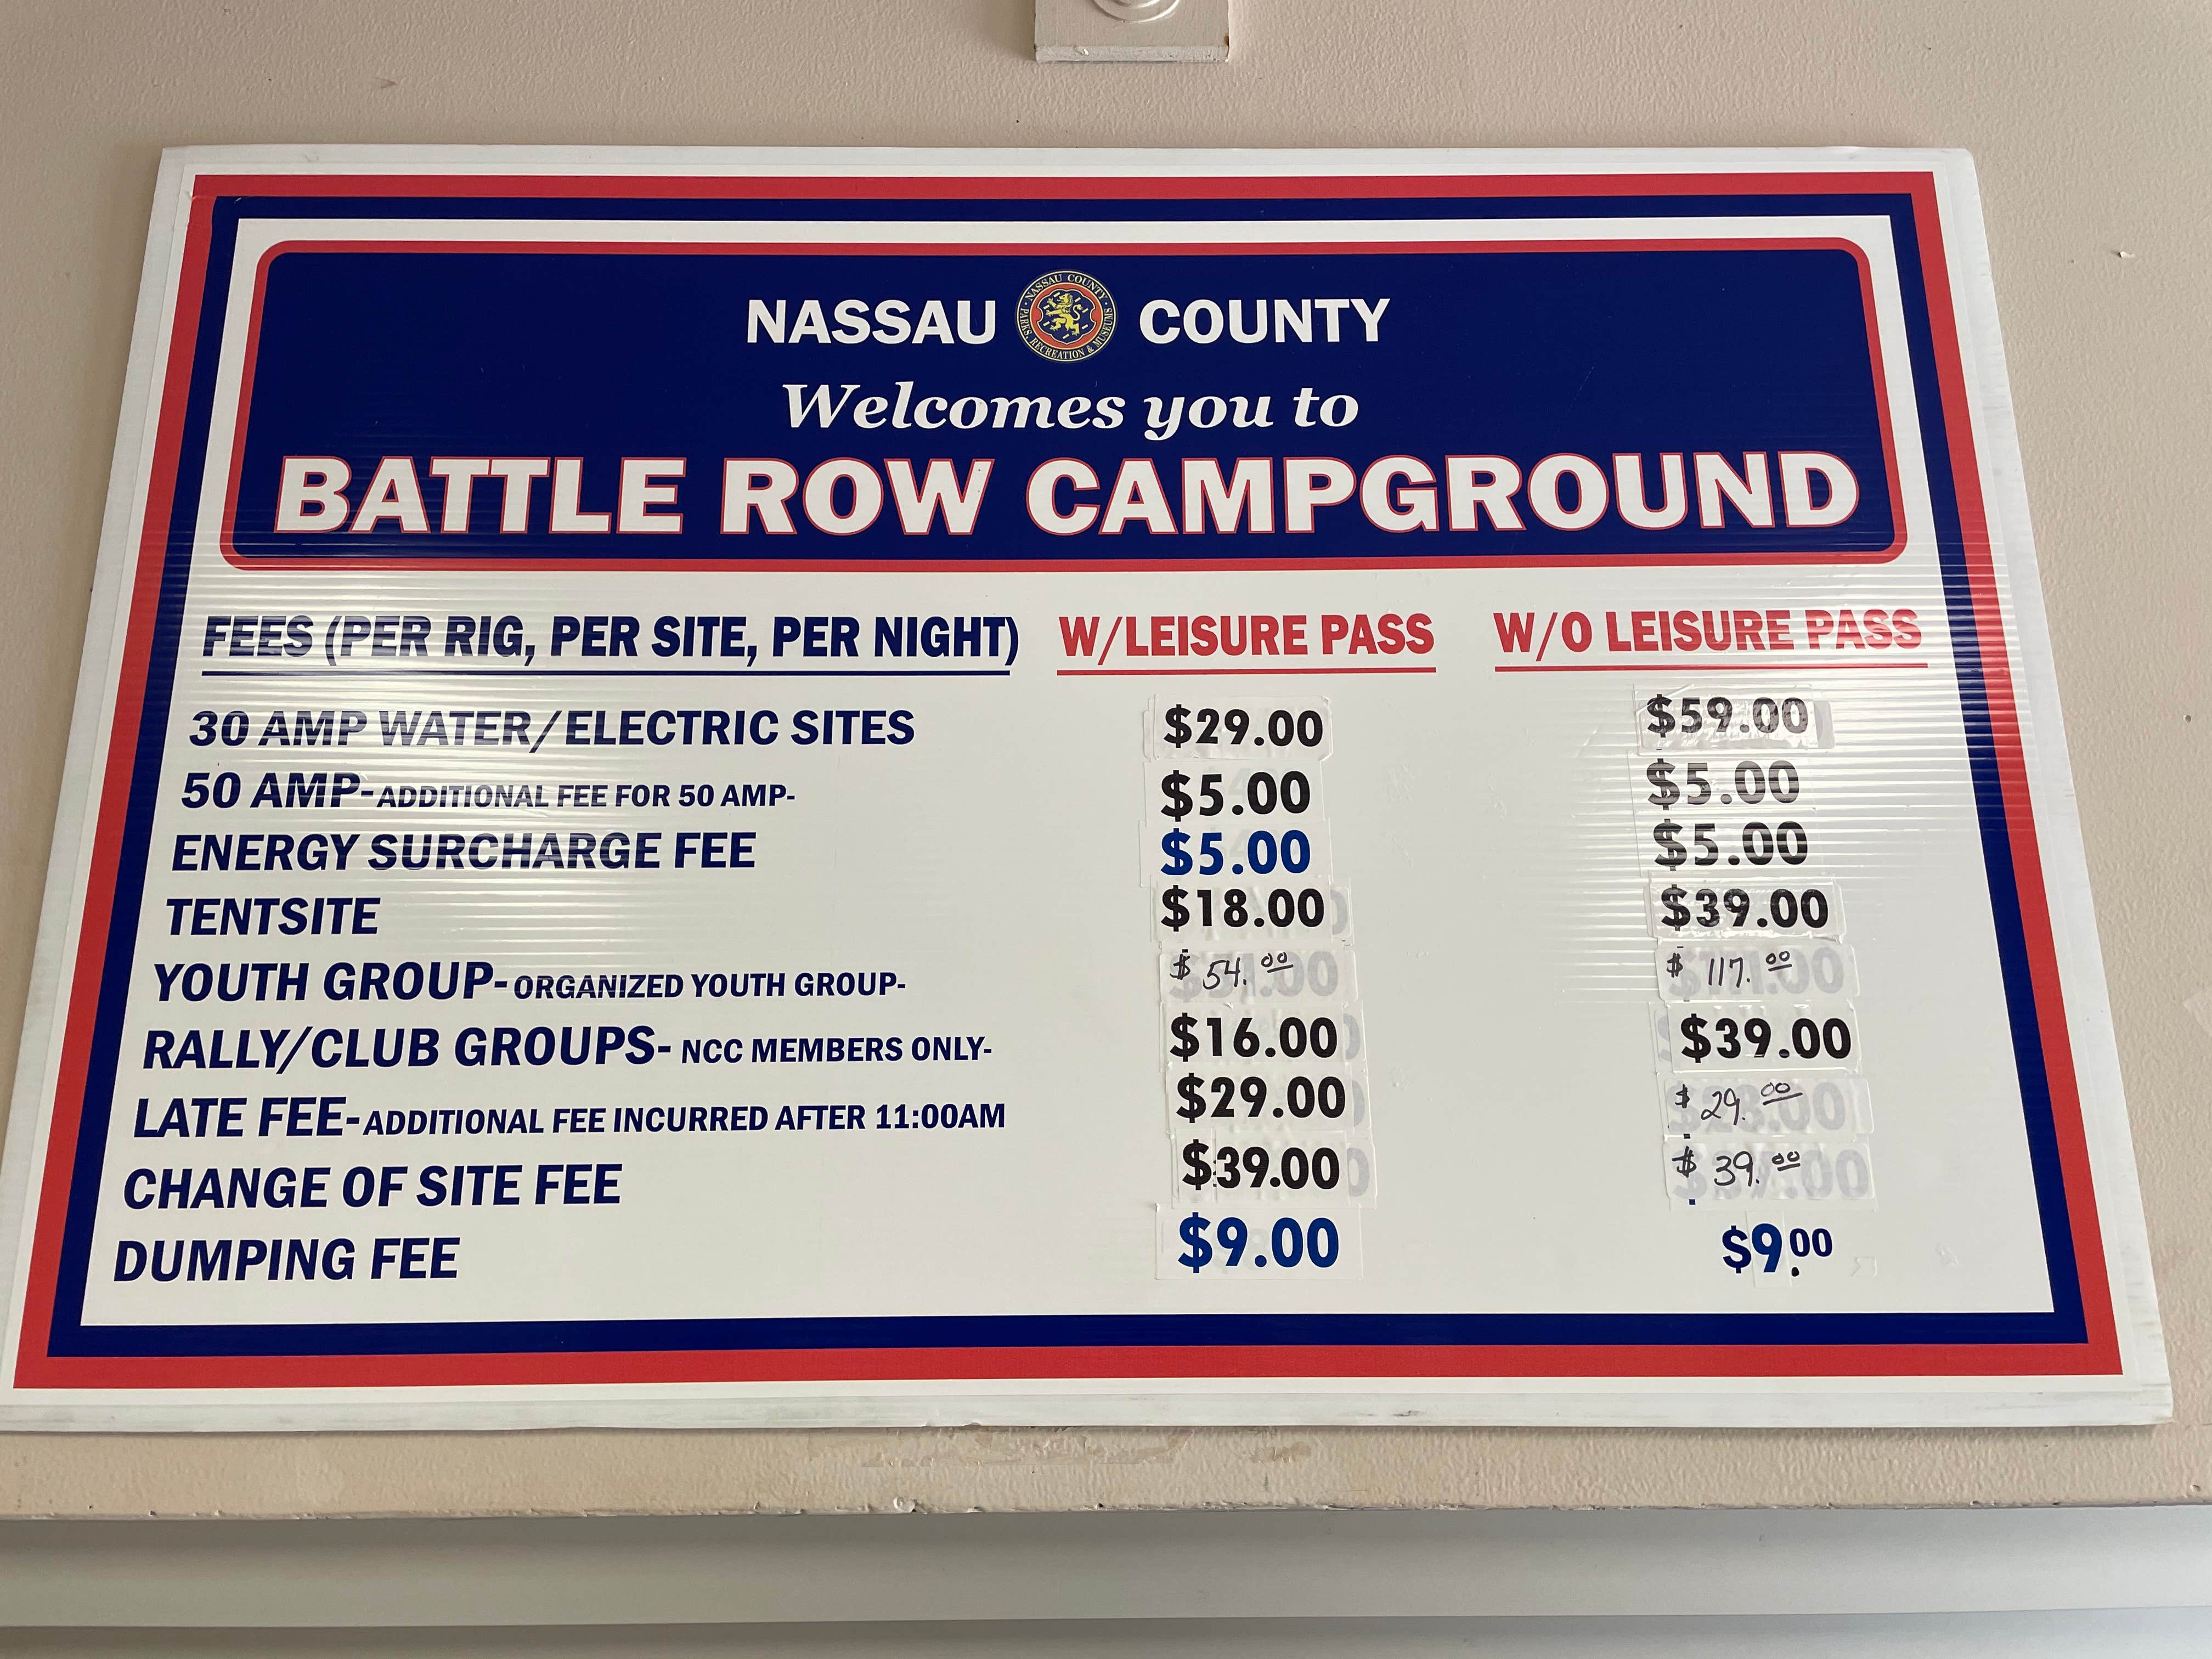 NASSAU COUNTY
NASSAU COUNTY
PARKS, RECREATION & MUSEUMS
Welcomes you to
BATTLE ROW CAMPGROUND
FEES (PER RIG, PER SITE, PER NIGHT) W/LEISURE PASS W/O LEISURE PASS
30 AMP WATER/ELECTRIC SITES $29.00 $59.00
50 AMP-ADDITIONAL FEE FOR 50 AMP- $5.00 $5.00
ENERGY SURCHARGE FEE $5.00 $5.00
TENTSITE $18.00 $39.00
YOUTH GROUP-ORGANIZED YOUTH GROUP- $54.00 $117.00
RALLY/CLUB GROUPS- NCC MEMBERS ONLY- $16.00 $39.00
LATE FEE-ADDITIONAL FEE INCURRED AFTER 11:00AM $29.00 $29.00
CHANGE OF SITE FEE $39.00 $39.00
DUMPING FEE $9.00 $9.00